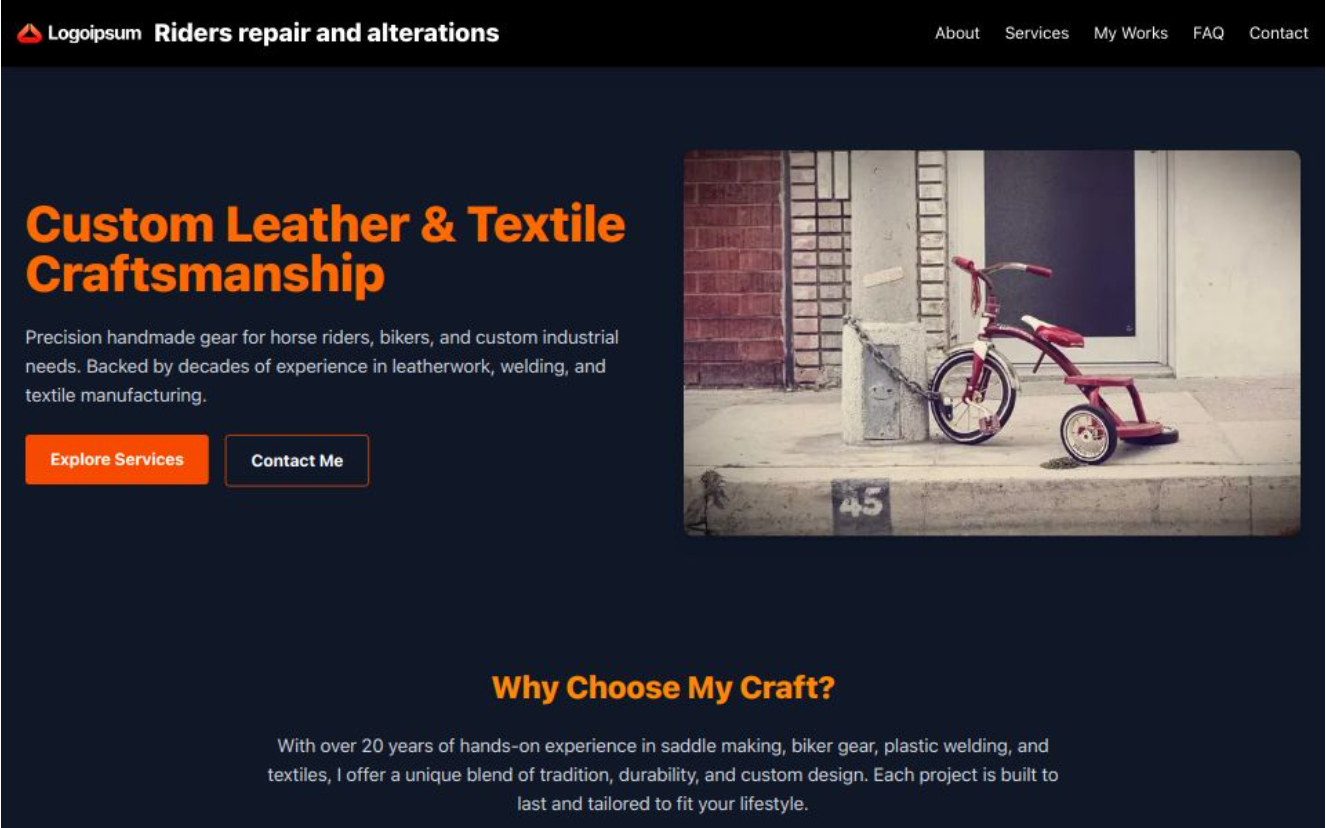 Logoipsum Riders repair and alterations
About Services My Works FAQ Contact
Custom Leather & Textile
Craftsmanship
Precision handmade gear for horse riders, bikers, and custom industrial
needs. Backed by decades of experience in leatherwork, welding, and
textile manufacturing.
Explore Services
Contact Me
45
Why Choose My Craft?
With over 20 years of hands-on experience in saddle making, biker gear, plastic welding, and
textiles, I offer a unique blend of tradition, durability, and custom design. Each project is built to
last and tailored to fit your lifestyle.